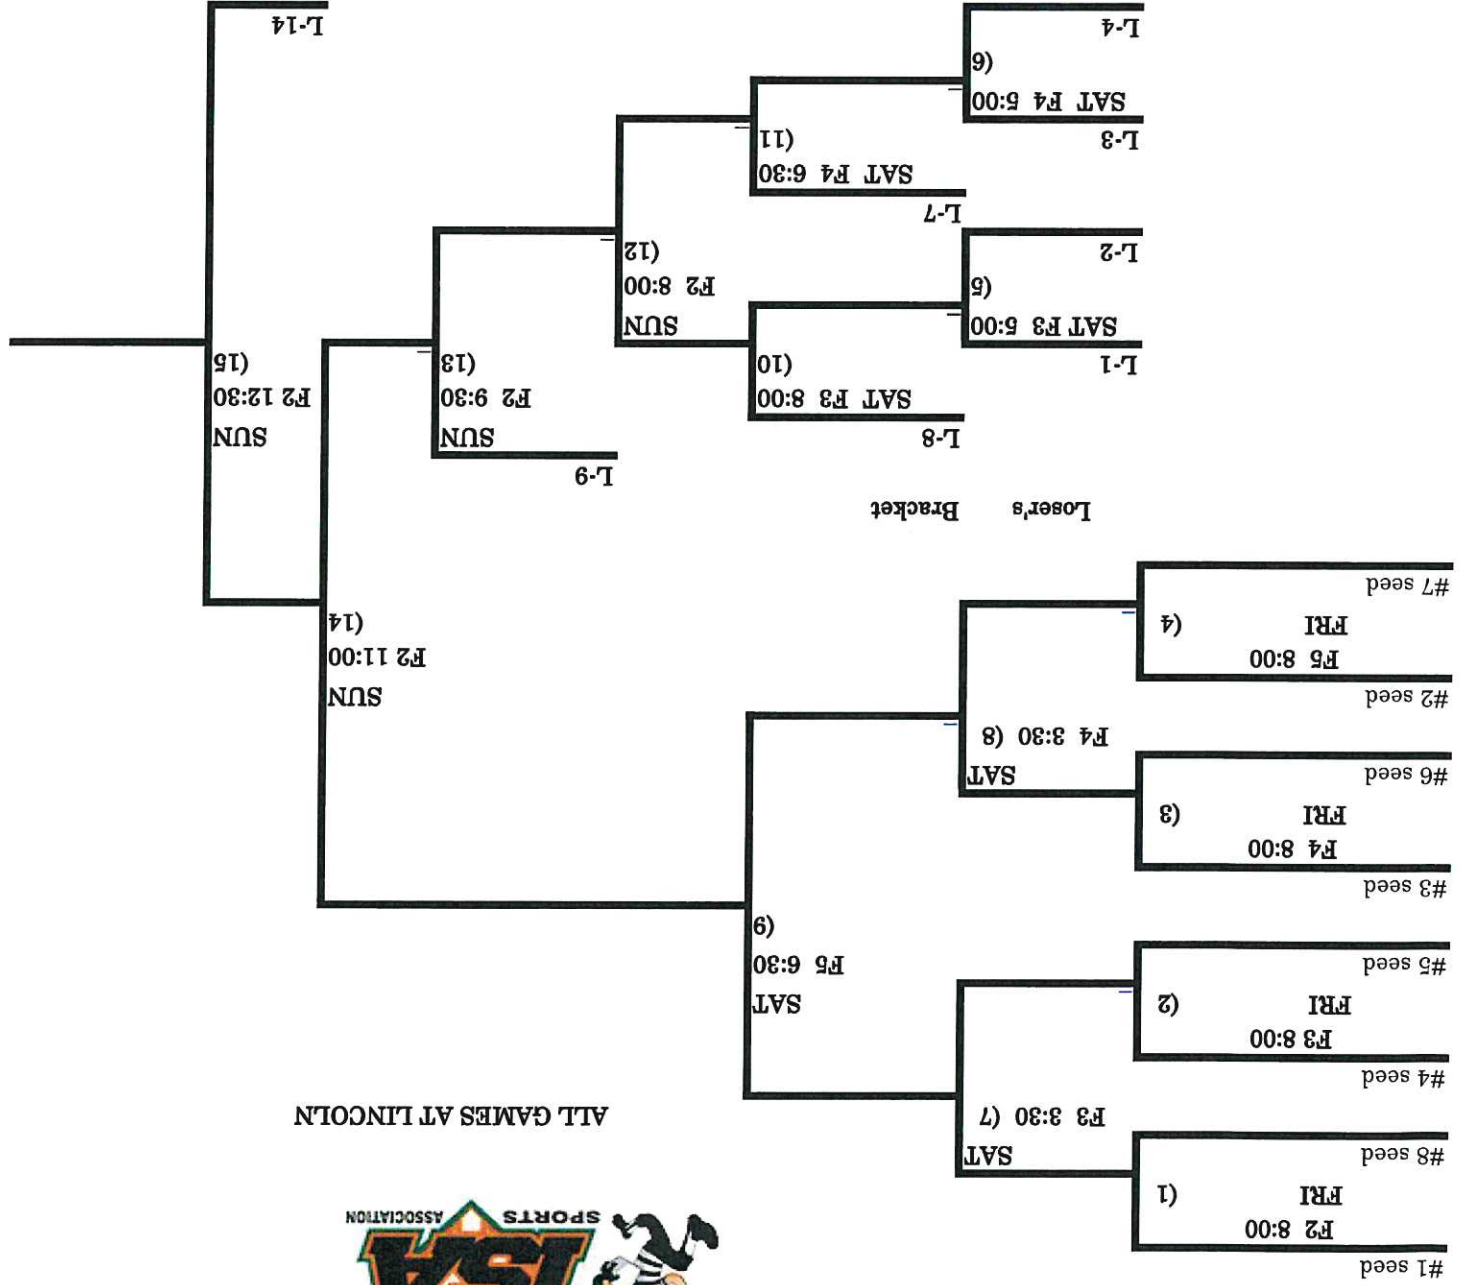 ISA
SPORTS ASSOCIATION
ALL GAMES AT LINCOLN
#1 seed
F2 8:00
FRI
(1
#8 seed
SAT
F3 3:30 (7
#4 seed
F3 8:00
FRI
(2
#5 seed
SAT
F5 6:30
(9
#3 seed
F4 8:00
FRI
(3
#6 seed
SAT
F4 3:30 (8
#2 seed
F5 8:00
FRI
(4
#7 seed
SUN
F2 11:00
(14
Loser's Bracket
L-9
L-8
SUN
F2 9:30
(13
SUN
F2 12:30
(15
SAT F3 8:00
(10
L-1
SAT F3 5:00
(5
L-2
SUN
F2 8:00
(12
L-7
SAT F4 6:30
(11
L-3
SAT F4 5:00
(6
L-4
L-14